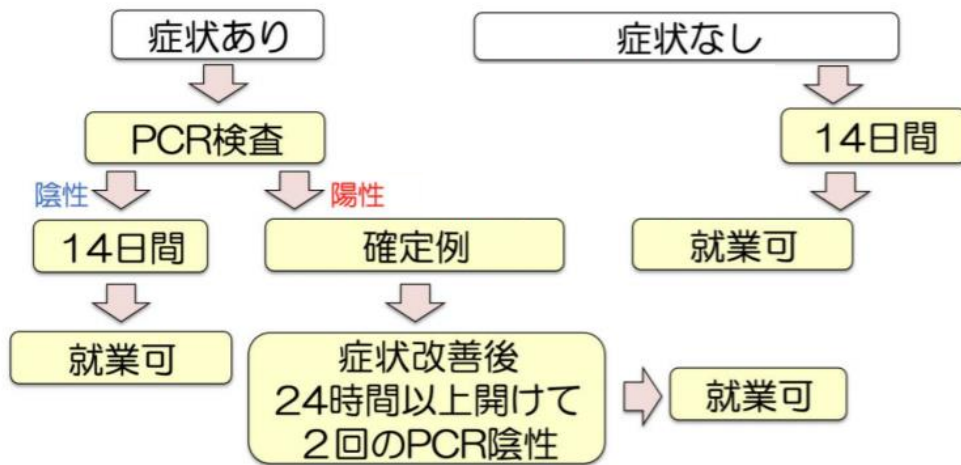 症状あり
症状なし
PCR検査
14日間
陰性
陽性
14日間
確定例
就業可
就業可
症状改善後
24時間以上開けて
2回のPCR陰性
就業可